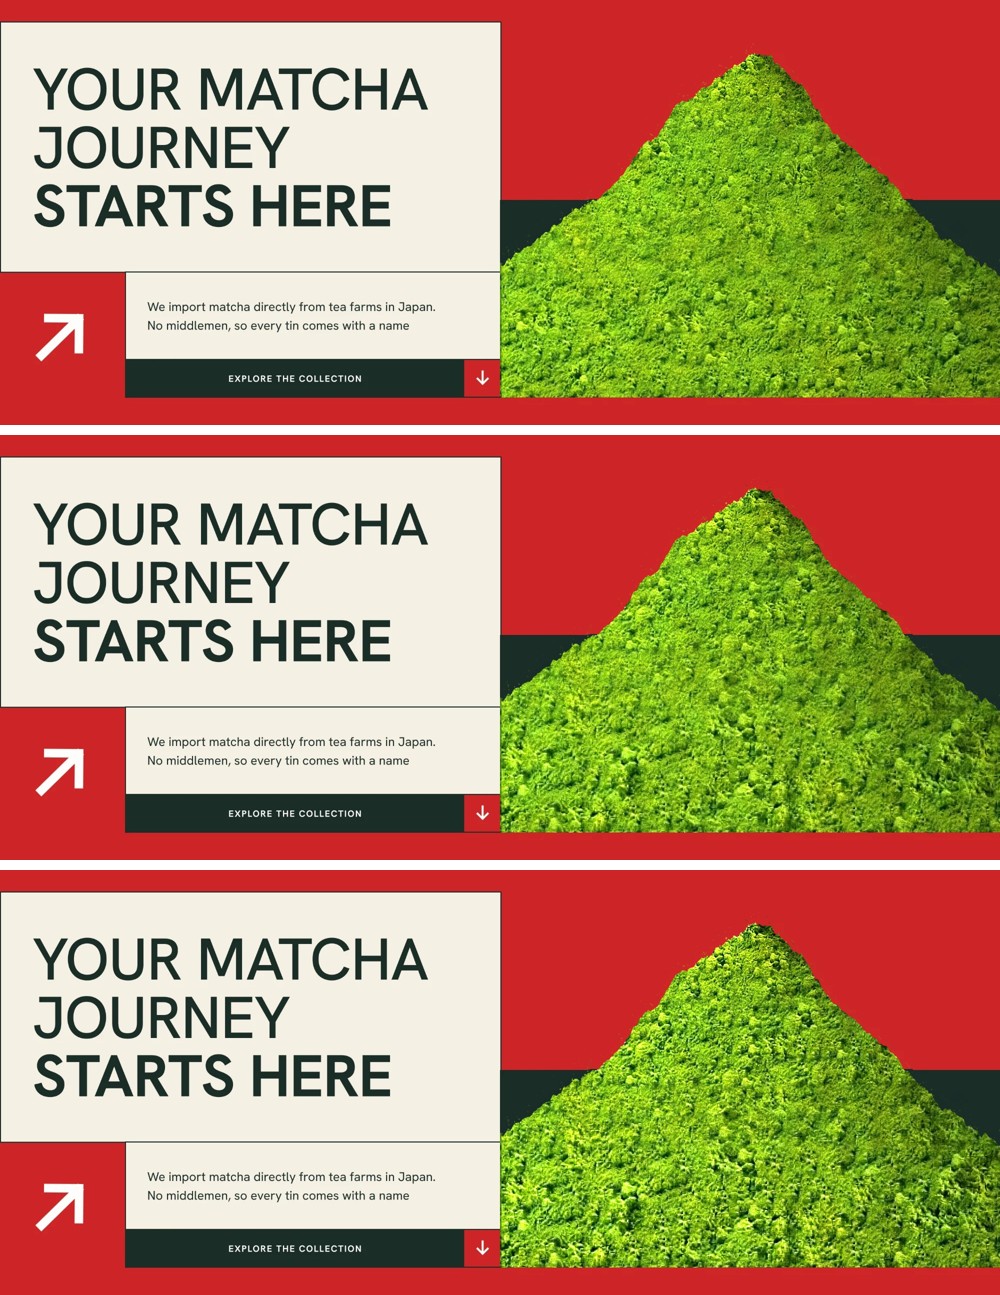 YOUR MATCHA
JOURNEY
STARTS HERE
We import matcha directly from tea farms in Japan.
No middlemen, so every tin comes with a name
EXPLORE THE COLLECTION
YOUR MATCHA
JOURNEY
STARTS HERE
We import matcha directly from tea farms in Japan.
No middlemen, so every tin comes with a name
EXPLORE THE COLLECTION
YOUR MATCHA
JOURNEY
STARTS HERE
We import matcha directly from tea farms in Japan.
No middlemen, so every tin comes with a name
EXPLORE THE COLLECTION